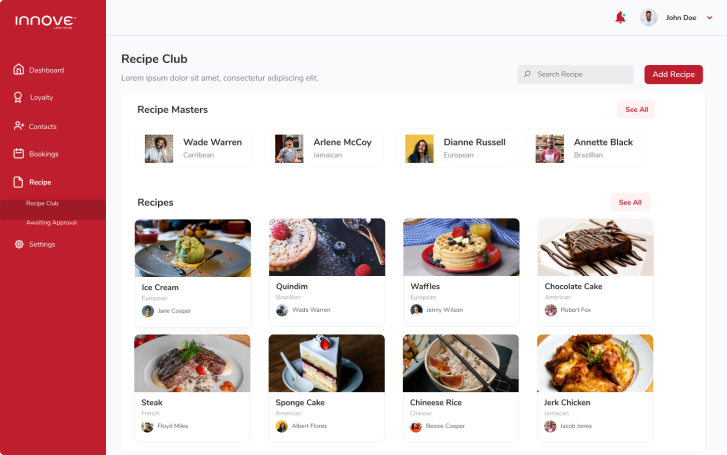 INNOVE
John Doe
Dashboard
Loyalty
Contacts
Bookings
Recipe
Recipe Club
Awaiting Approval
Settings
Recipe Club
Lorem ipsum dolor sit amet, consectetur adipiscing elit.
Search Recipe
Add Recipe
Recipe Masters
See All
Wade Warren
Carribean
Arlene McCoy
Jamaican
Dianne Russell
European
Annette Black
Brazillian
Recipes
See All
Ice Cream
European
Jane Cooper
Quindim
Brazillian
Wade Warren
Waffles
European
Jenny Wilson
Chocolate Cake
American
Robert Fox
Steak
French
Floyd Miles
Sponge Cake
American
Albert Flores
Chineese Rice
Chinese
Bessie Cooper
Jerk Chicken
Jamaican
Jacob Jones